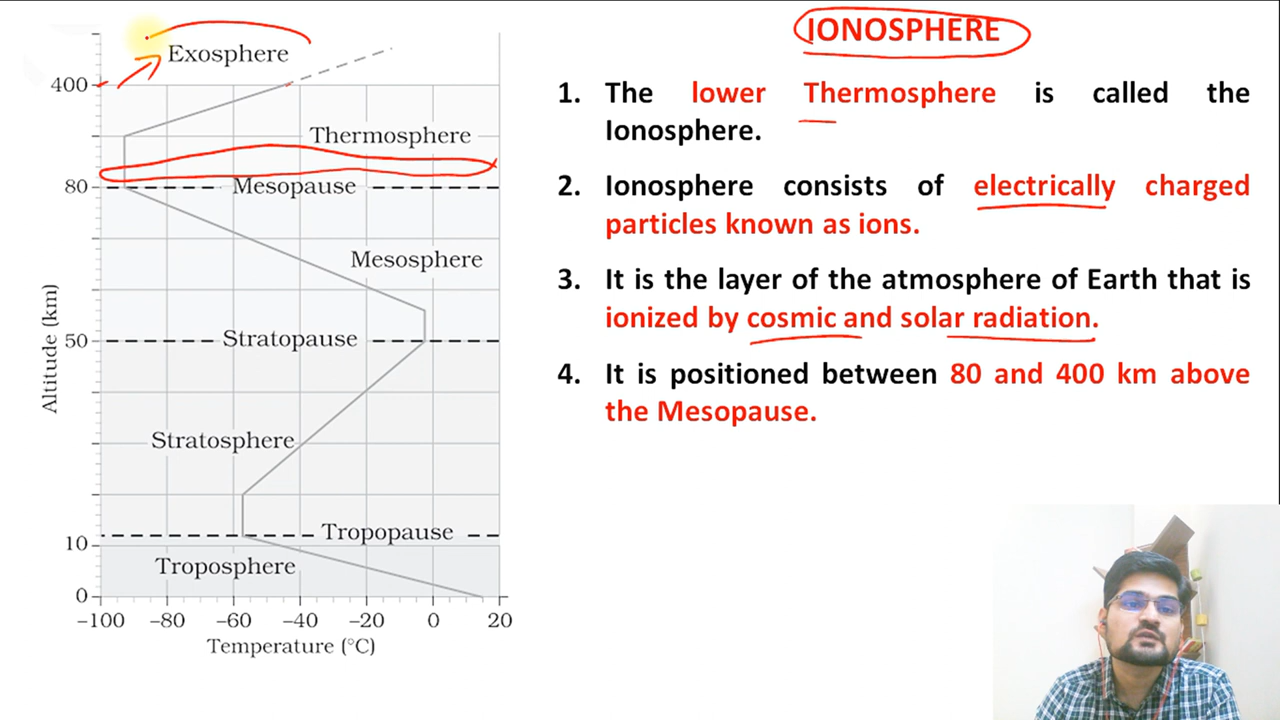 IONOSPHERE
Exosphere
400
Thermosphere
80
Mesopause
Mesosphere
Altitude (km)
50
Stratopause
Stratosphere
Tropopause
10
Troposphere
0
−100 −80 −60 −40 −20 0 20
Temperature (°C)
1. The lower Thermosphere is called the
Ionosphere.
2. Ionosphere consists of electrically charged
particles known as ions.
3. It is the layer of the atmosphere of Earth that is
ionized by cosmic and solar radiation.
4. It is positioned between 80 and 400 km above
the Mesopause.